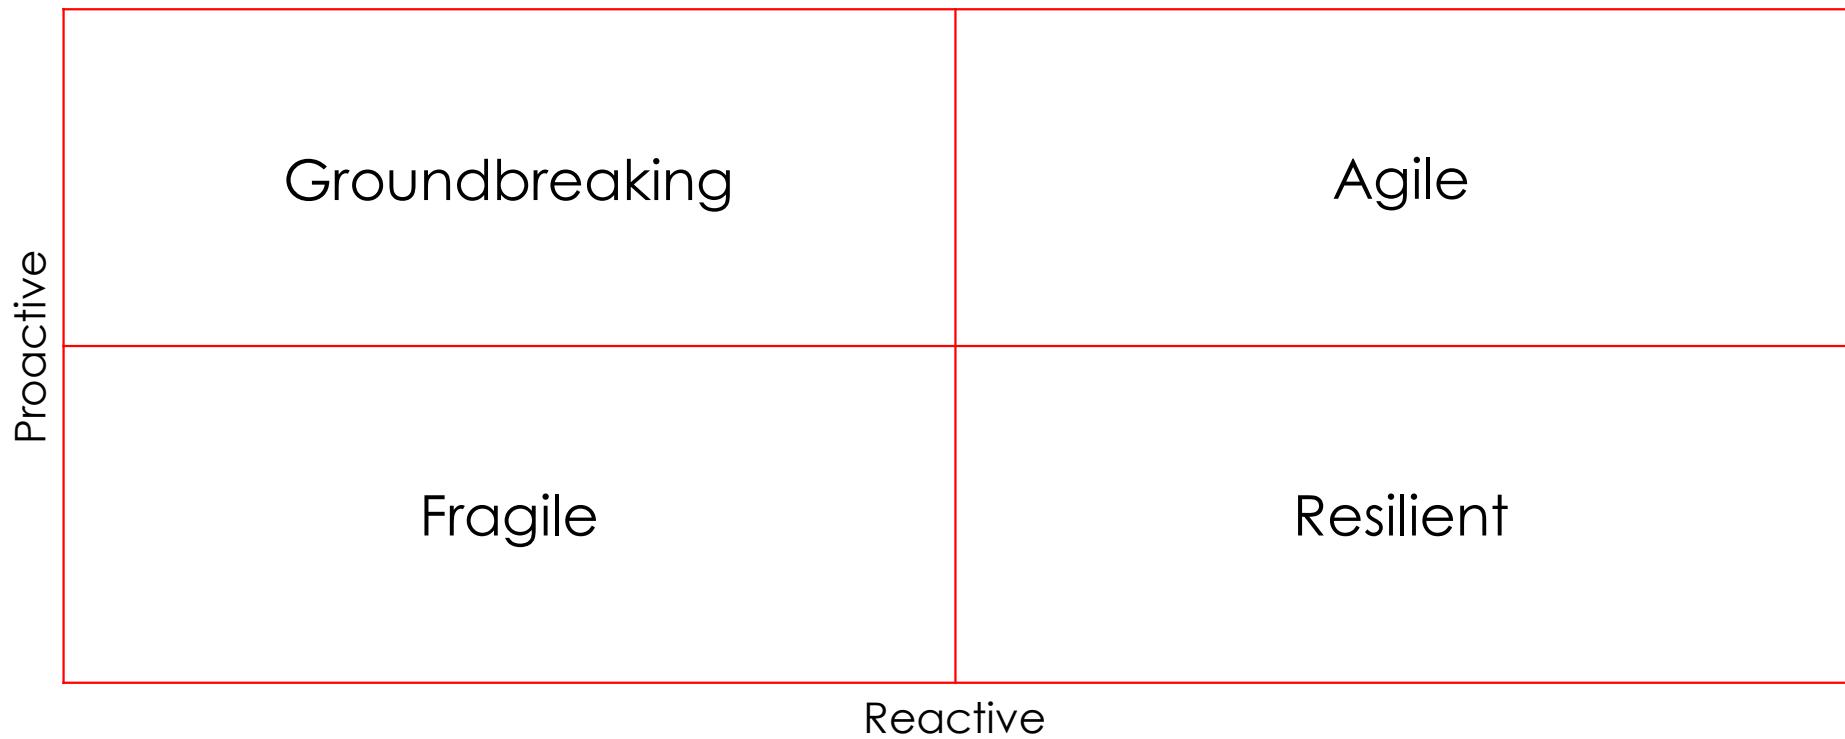 Groundbreaking
Agile
Proactive
Fragile
Resilient
Reactive